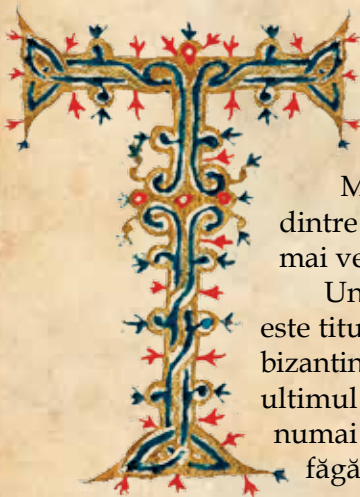 T
M
dintre
mai ve
Un
este titu
bizantin
ultimul
numai
făgă